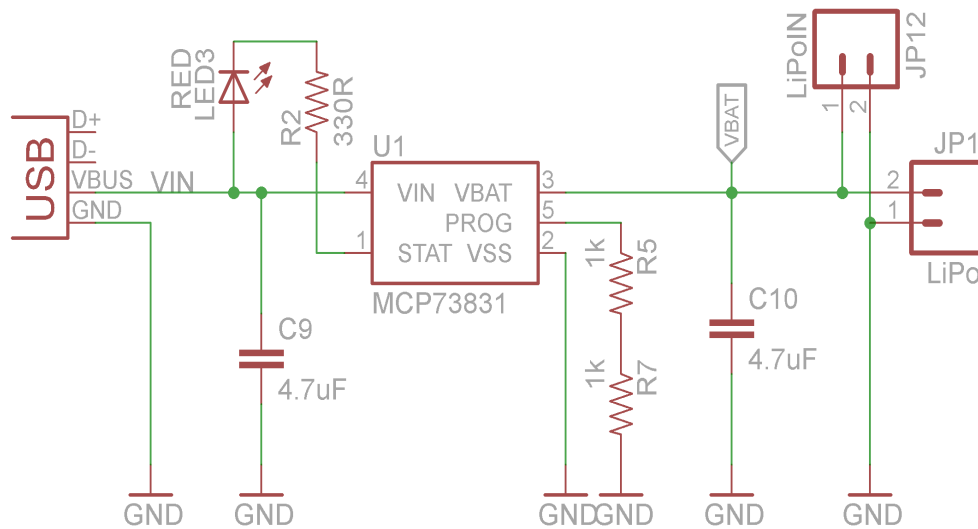 LiPoIN
JP12
1
2
RED
LED3
R2
330R
USB
D+
D-
VBUS
GND
VIN
U1
4
VIN
VBAT
3
PROG
5
1
STAT
VSS
2
MCP73831
VBAT
1k
R5
1k
R7
C9
4.7uF
C10
4.7uF
JP1
2
1
LiPo
GND
GND
GND
GND
GND
GND